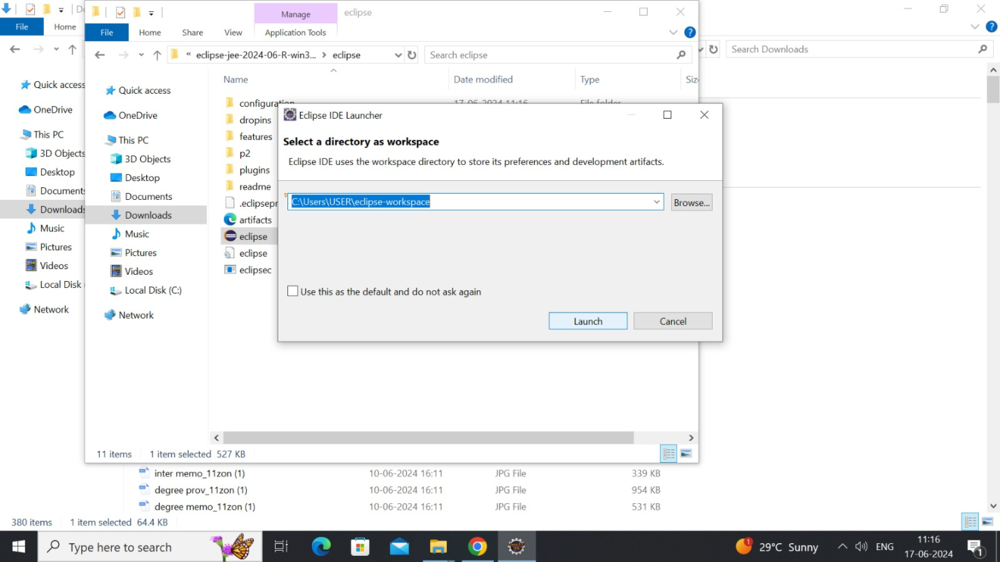 Manage
eclipse
File
Home
File
Home
Share
View
Application Tools
« eclipse-jee-2024-06-R-win3... > eclipse
Search eclipse
Search Downloads
Quick access
OneDrive
This PC
3D Objects
Desktop
Documents
Downloads
Music
Pictures
Videos
Local Disk
Network
Quick access
OneDrive
This PC
3D Objects
Desktop
Documents
Downloads
Music
Pictures
Videos
Local Disk (C:)
Network
Name
Date modified
Type
configuration
17-06-2024 11:16
File folder
dropins
features
p2
plugins
readme
.eclipsepr
artifacts
eclipse
eclipse
eclipsec
Eclipse IDE Launcher
Select a directory as workspace
Eclipse IDE uses the workspace directory to store its preferences and development artifacts.
C:\Users\USER\eclipse-workspace
Browse...
Use this as the default and do not ask again
Launch
Cancel
11 items
1 item selected 527 KB
inter memo_11zon (1)
10-06-2024 16:11
JPG File
339 KB
degree prov_11zon (1)
10-06-2024 16:11
JPG File
954 KB
degree memo_11zon (1)
10-06-2024 16:11
JPG File
531 KB
380 items
1 item selected 64.4 KB
Type here to search
1
29°C Sunny
ENG
11:16
17-06-2024
1